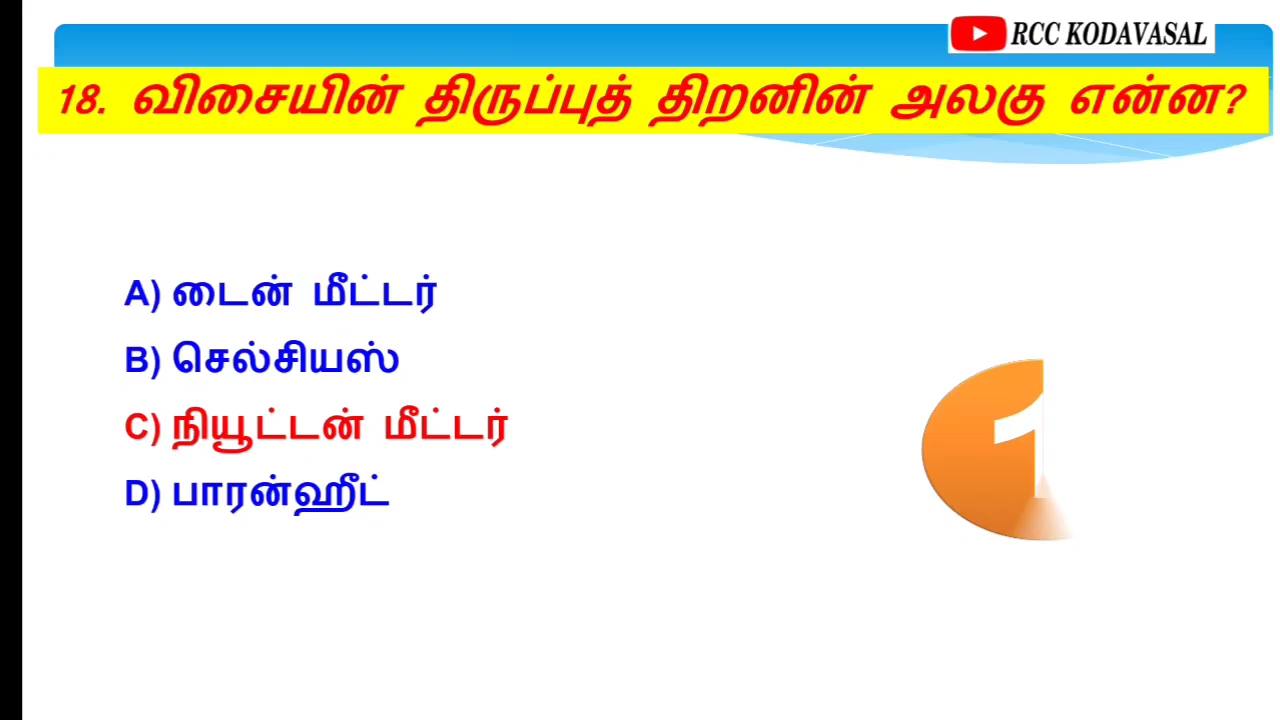 RCC KODAVASAL
18. விசையின் திருப்புத் திறனின் அலகு என்ன?
A) டைன் மீட்டர்
B) செல்சியஸ்
C) நியூட்டன் மீட்டர்
D) பாரன்ஹீட்
1